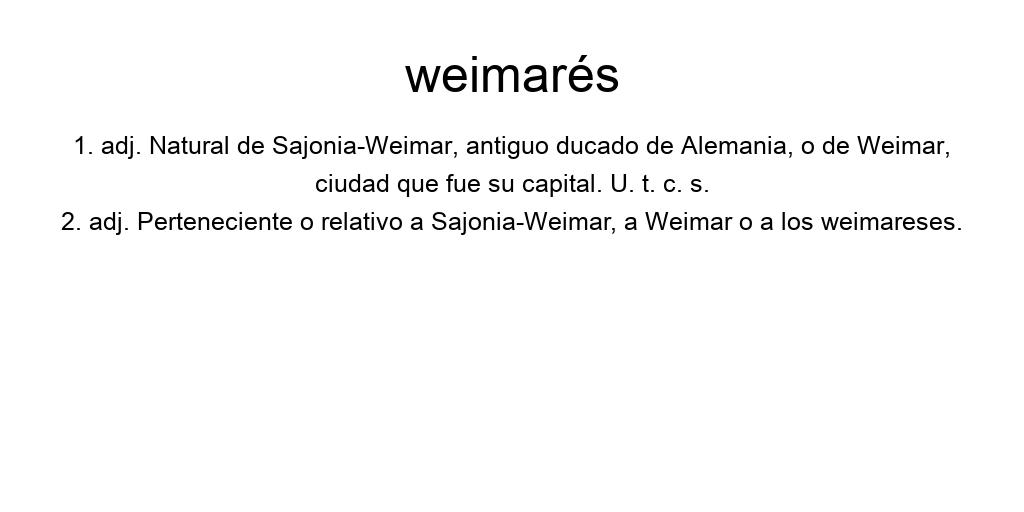 weimarés
1. adj. Natural de Sajonia-Weimar, antiguo ducado de Alemania, o de Weimar,
ciudad que fue su capital. U. t. c. s.
2. adj. Perteneciente o relativo a Sajonia-Weimar, a Weimar o a los weimareses.